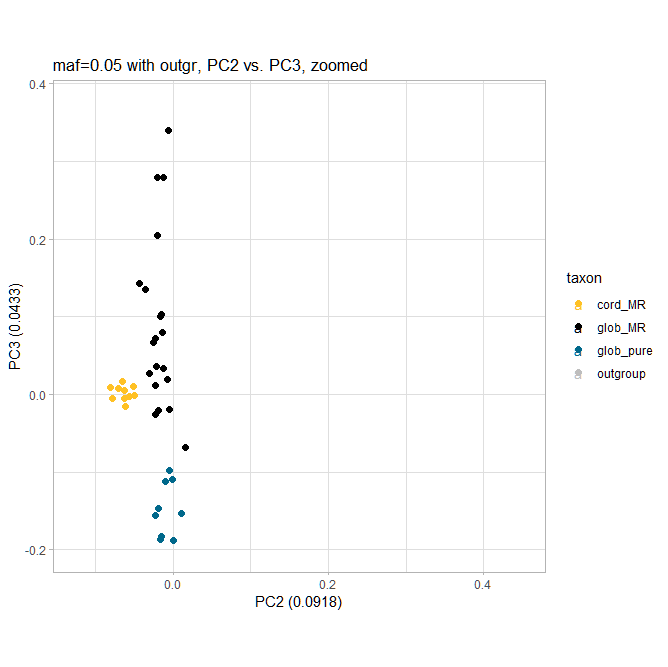 maf=0.05 with outgr, PC2 vs. PC3, zoomed
0.4
0.2
0.0
-0.2
PC3 (0.0433)
0.0 0.2 0.4
PC2 (0.0918)
taxon
a cord_MR
a glob_MR
a glob_pure
a outgroup